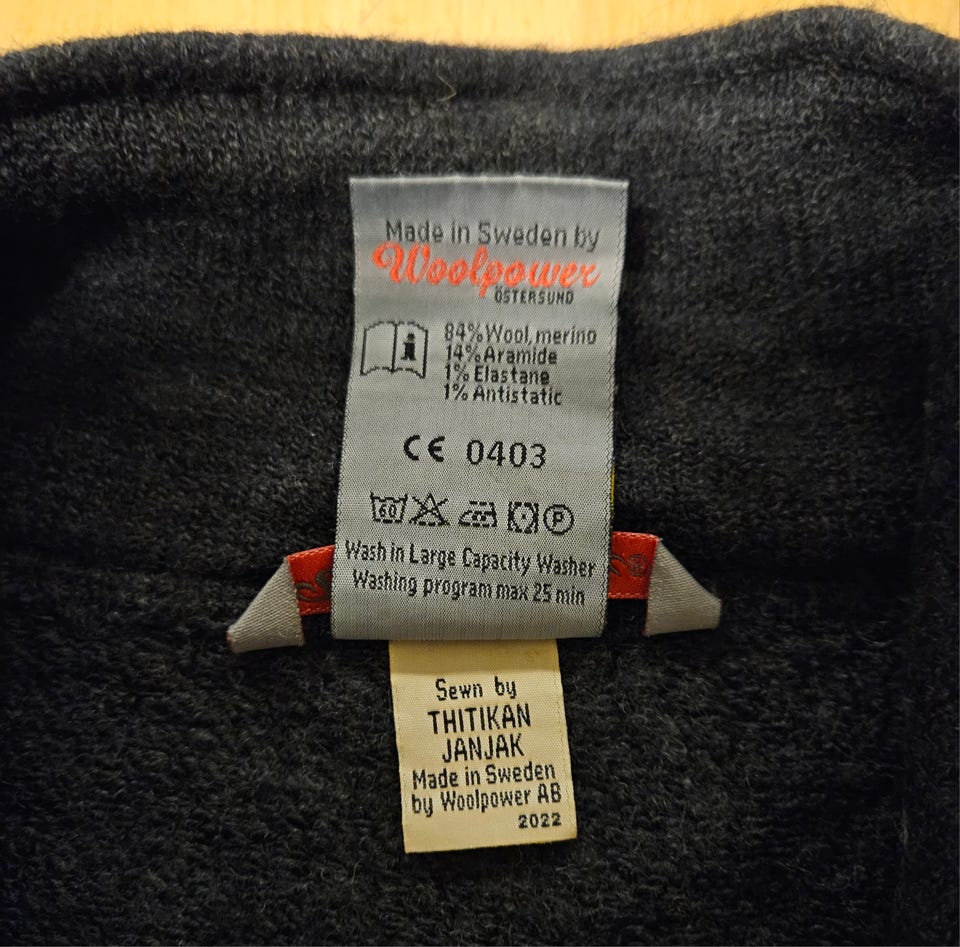 Made in Sweden by
Woolpower
ÖSTERSUND
84% Wool, merino
14% Aramide
1% Elastane
1% Antistatic
CE 0403
60 P
Wash in Large Capacity Washer
Washing program max 25 min
Sewn by
THITIKAN
JANJAK
Made in Sweden
by Woolpower AB
2022